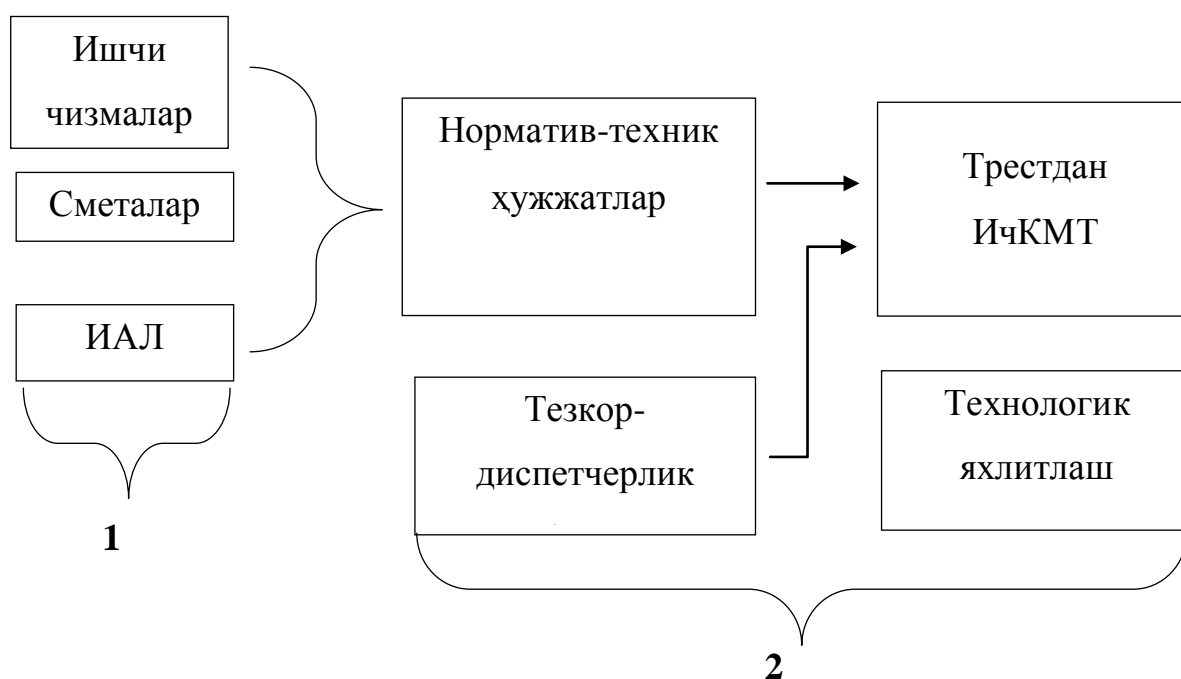 Ишчи
чизмалар
Сметалар
ИАЛ
1
Норматив-техник
ҳужжатлар
Тезкор-
диспетчерлик
Трестдан
ИчКМТ
Технологик
яхлитлаш
2